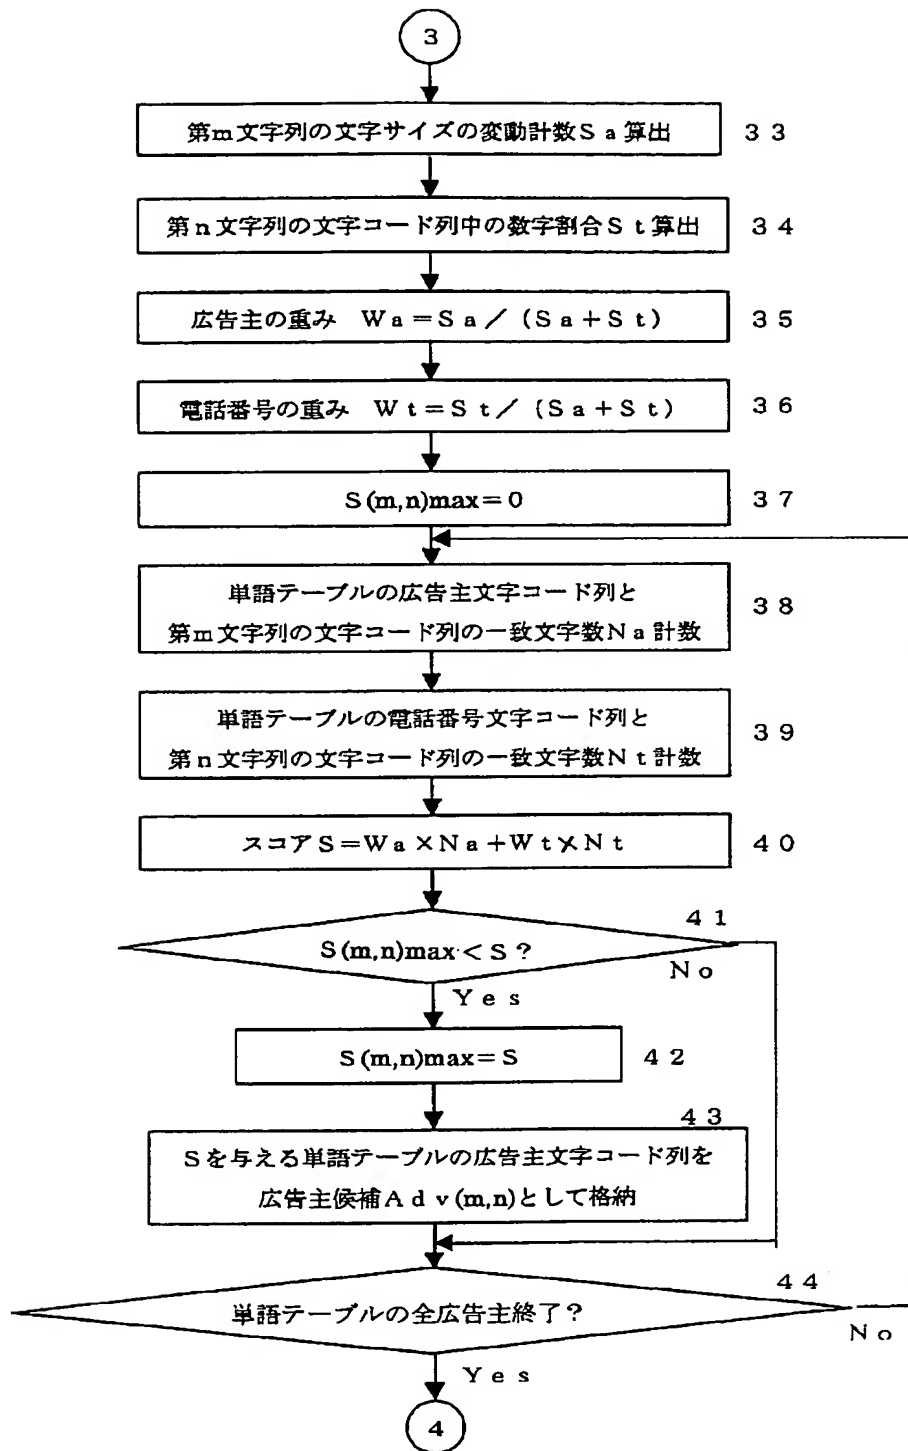 3
第m文字列の文字サイズの変動計数Sa算出 33
第n文字列の文字コード列中の数字割合St算出 34
広告主の重み Wa=Sa/(Sa+St) 35
電話番号の重み Wt=St/(Sa+St) 36
S(m,n)max=0 37
単語テーブルの広告主文字コード列と
第m文字列の文字コード列の一致文字数Na計数 38
単語テーブルの電話番号文字コード列と
第n文字列の文字コード列の一致文字数Nt計数 39
スコアS=Wa×Na+Wt×Nt 40
41
S(m,n)max<S?
No
Yes
S(m,n)max=S 42
43
Sを与える単語テーブルの広告主文字コード列を
広告主候補Adv(m,n)として格納
44
単語テーブルの全広告主終了?
No
Yes
4